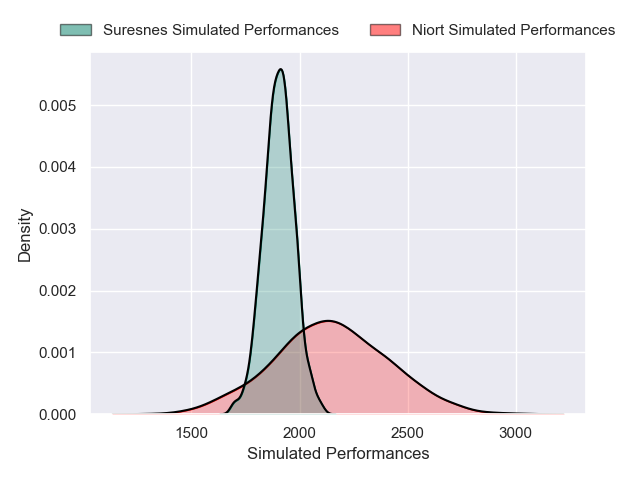 Suresnes Simulated Performances
Niort Simulated Performances
0.005
0.004
0.003
0.002
0.001
0.000
Density
1500
2000
2500
3000
Simulated Performances